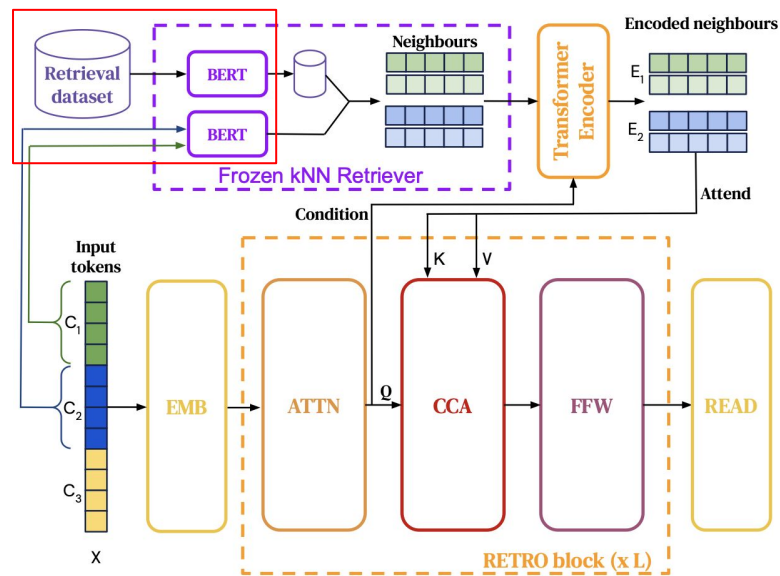 Retrieval
dataset
BERT
BERT
Neighbours
Frozen kNN Retriever
Transformer
Encoder
Encoded neighbours
E1
E2
Condition
Attend
K
V
Input
tokens
C1
C2
C3
X
EMB
ATTN
Q
CCA
FFW
READ
RETRO block (x L)